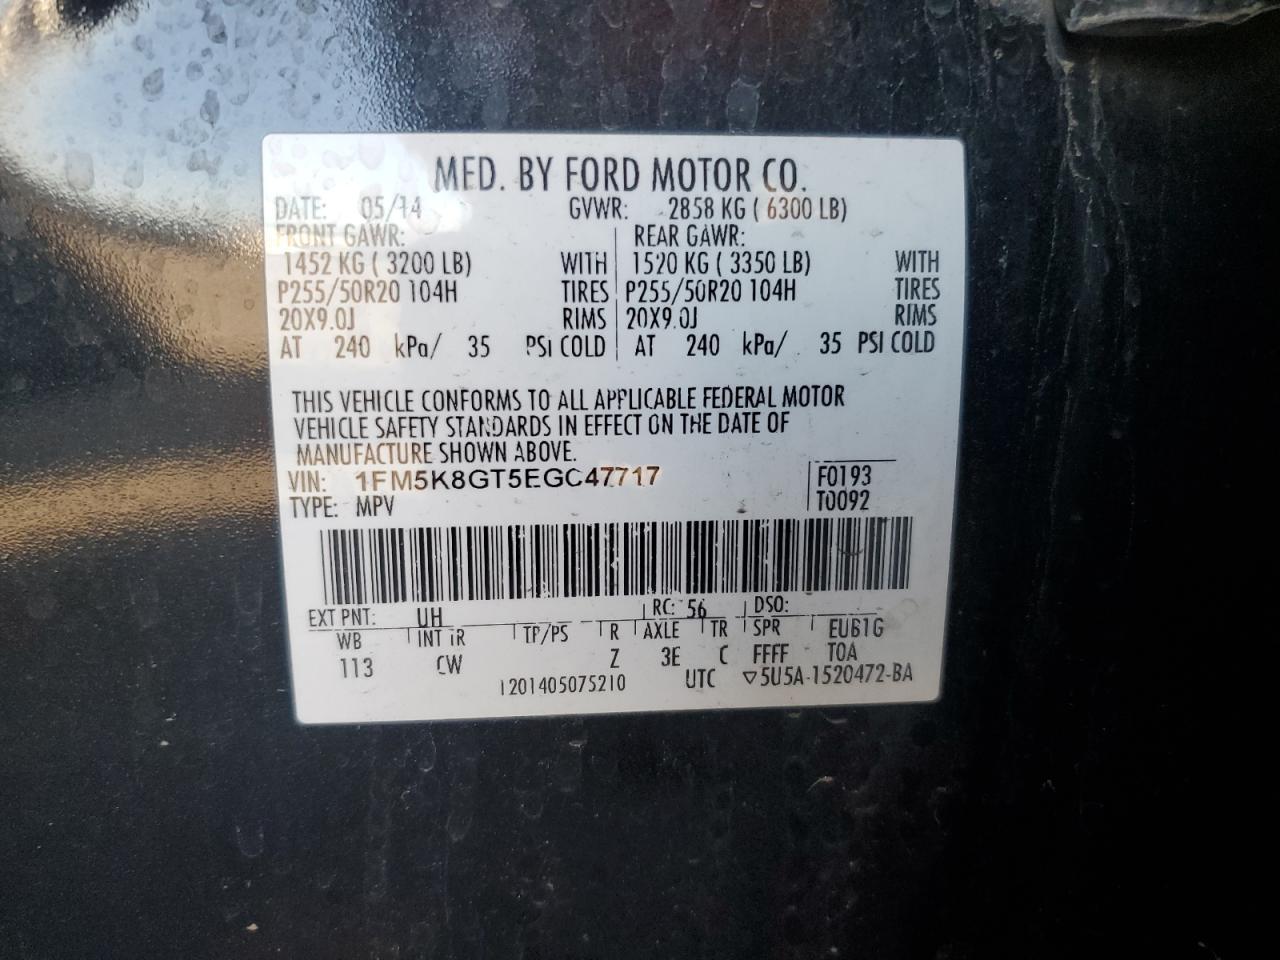 MFD. BY FORD MOTOR CO.
DATE: 05/14 GVWR: 2858 KG ( 6300 LB)
FRONT GAWR: REAR GAWR:
1452 KG ( 3200 LB) WITH 1520 KG ( 3350 LB) WITH
P255/50R20 104H TIRES P255/50R20 104H TIRES
20X9.0J RIMS 20X9.0J RIMS
AT 240 kPa/ 35 PSI COLD AT 240 kPa/ 35 PSI COLD
THIS VEHICLE CONFORMS TO ALL APPLICABLE FEDERAL MOTOR
VEHICLE SAFETY STANDARDS IN EFFECT ON THE DATE OF
MANUFACTURE SHOWN ABOVE.
VIN: 1FM5K8GT5EGC47717 F0193
TYPE: MPV T0092
EXT PNT: UH RC: 56 DSO:
WB INT TR TP/PS R AXLE TR SPR EUB1G
113 CW Z 3E C FFFF TOA
1201405075210 UTC ▽5U5A-1520472-BA